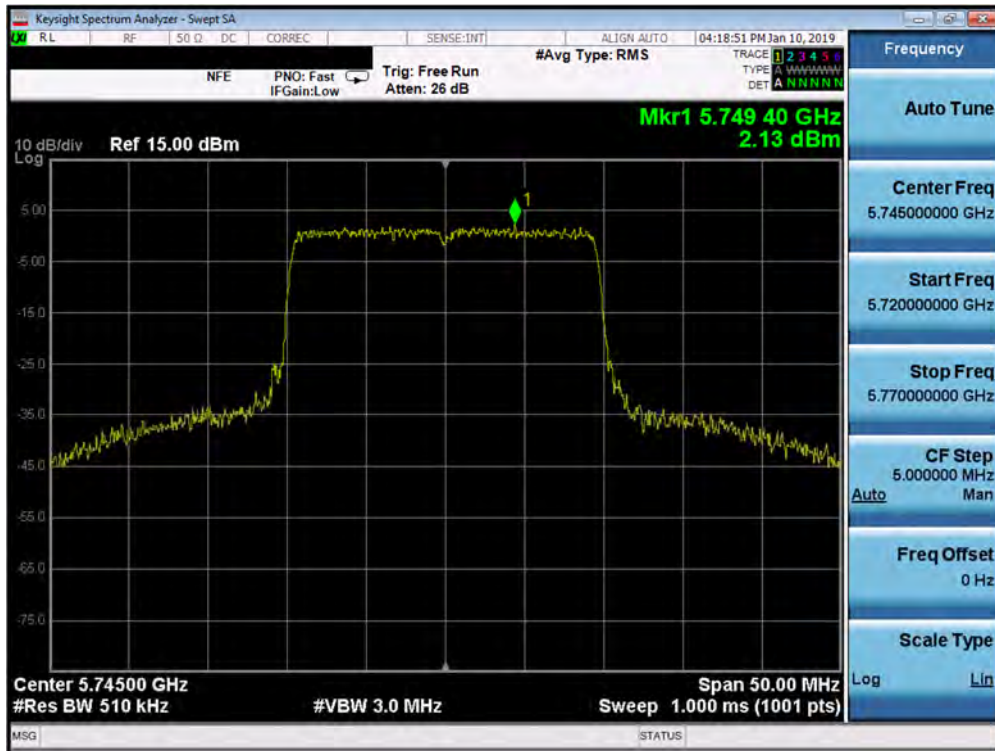 Keysight Spectrum Analyzer - Swept SA
LXI RL RF 50 Ω DC CORREC SENSE:INT ALIGN AUTO 04:18:51 PM Jan 10, 2019
Frequency
#Avg Type: RMS
TRACE 1 2 3 4 5 6
NFE PNO: Fast Trig: Free Run
TYPE A WWWWW
IFGain:Low Atten: 26 dB
DET A N N N N N
Auto Tune
Mkr1 5.749 40 GHz
2.13 dBm
10 dB/div Ref 15.00 dBm
Log
1
5.00
-5.00
-15.0
-25.0
-35.0
-45.0
-55.0
-65.0
-75.0
Center Freq
5.745000000 GHz
Start Freq
5.720000000 GHz
Stop Freq
5.770000000 GHz
CF Step
5.000000 MHz
Auto Man
Freq Offset
0 Hz
Scale Type
Log Lin
Center 5.74500 GHz Span 50.00 MHz
#Res BW 510 kHz #VBW 3.0 MHz Sweep 1.000 ms (1001 pts)
MSG STATUS